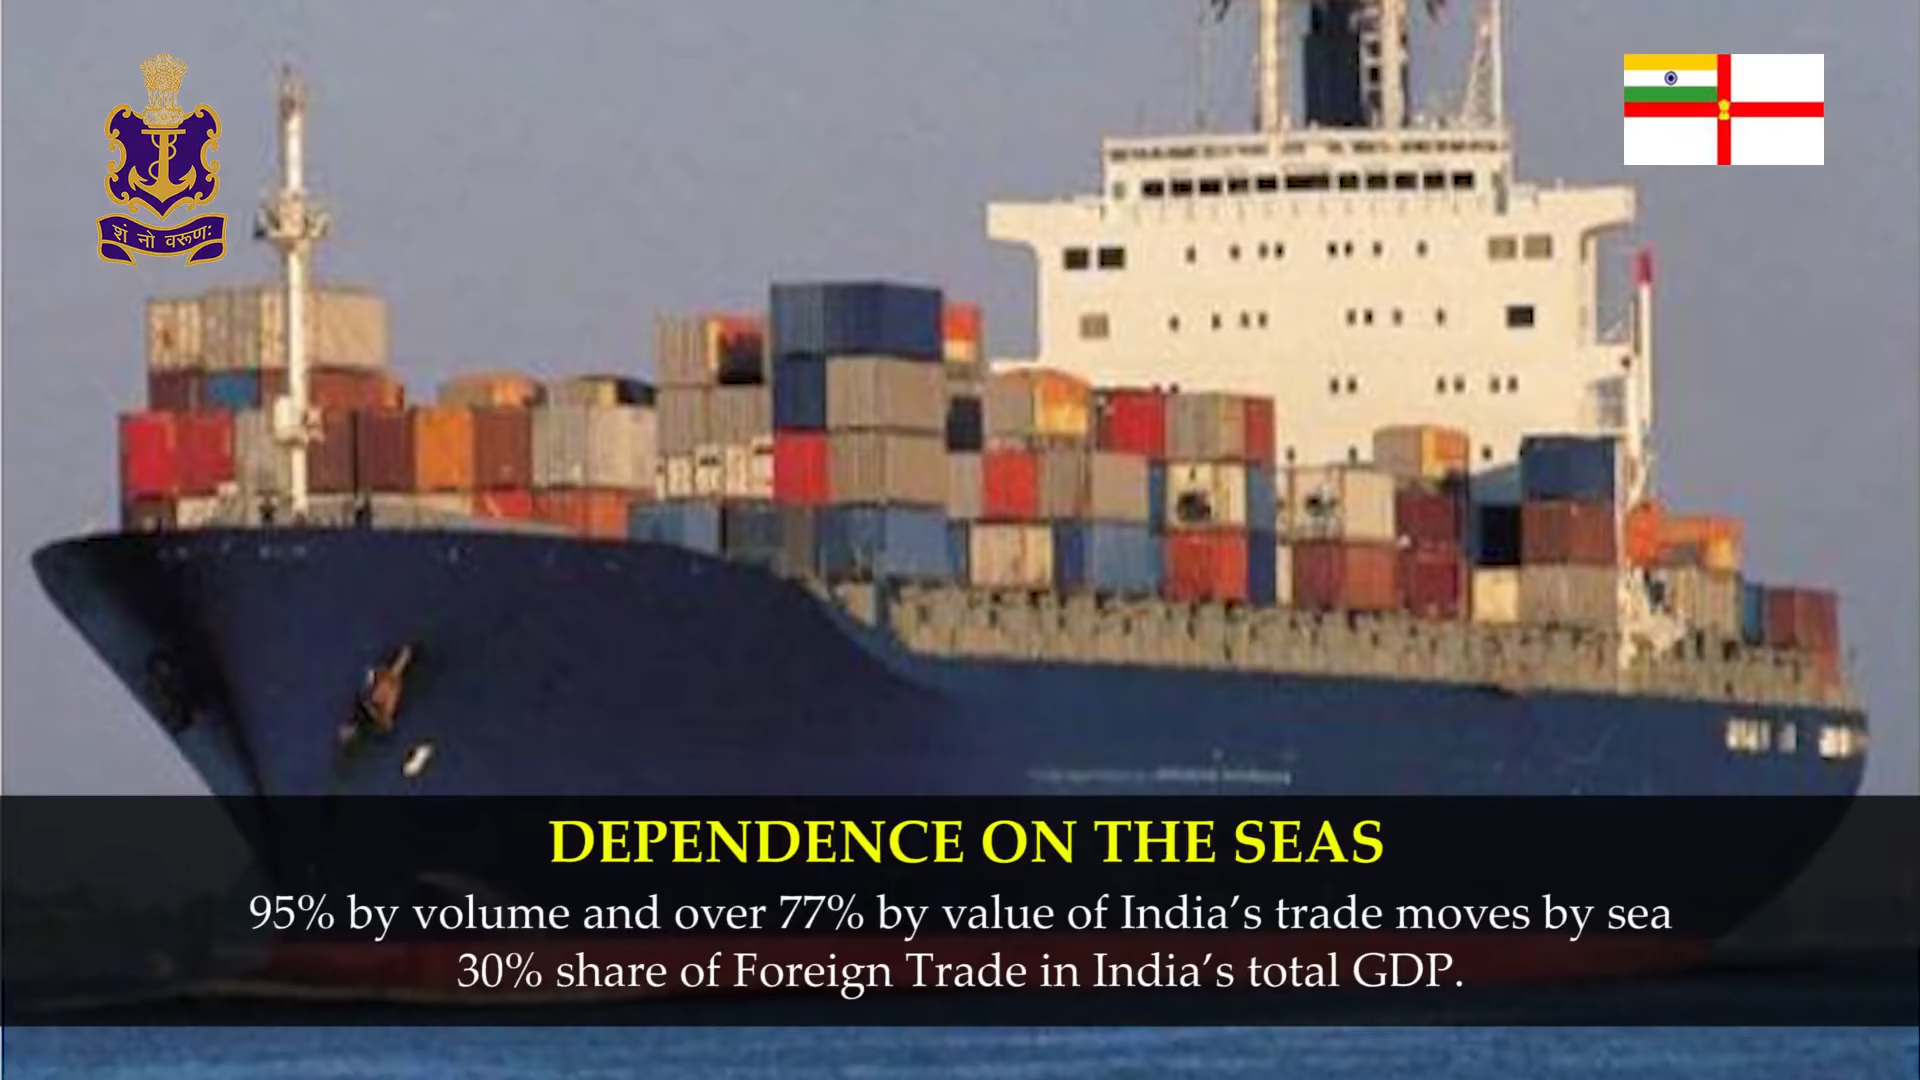 शं नो वरूणः
DEPENDENCE ON THE SEAS
95% by volume and over 77% by value of India’s trade moves by sea
30% share of Foreign Trade in India’s total GDP.